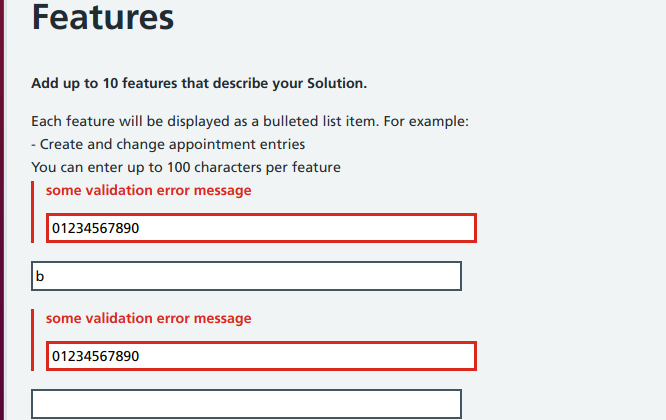 Features
Add up to 10 features that describe your Solution.
Each feature will be displayed as a bulleted list item. For example:
- Create and change appointment entries
You can enter up to 100 characters per feature
some validation error message
01234567890
b
some validation error message
01234567890